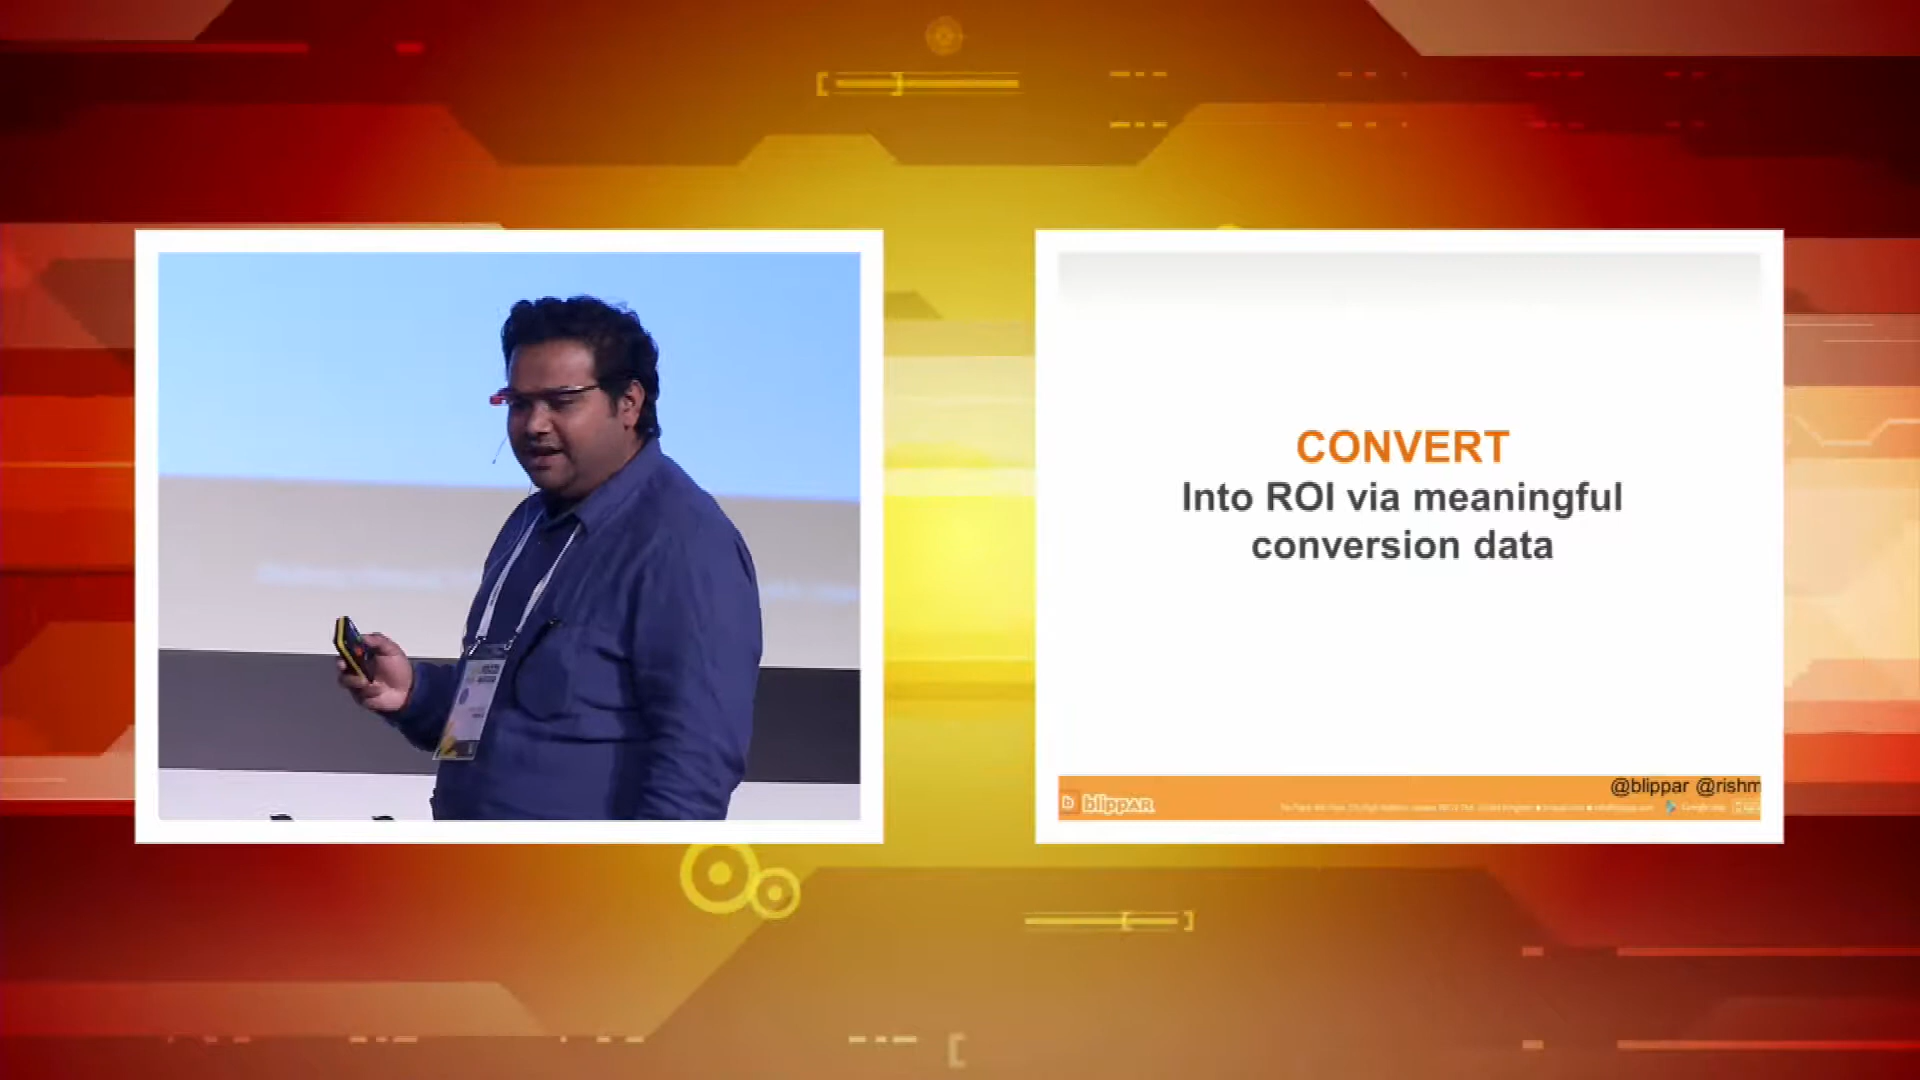 CONVERT
Into ROI via meaningful
conversion data
@blippar @rishm
b blippAR